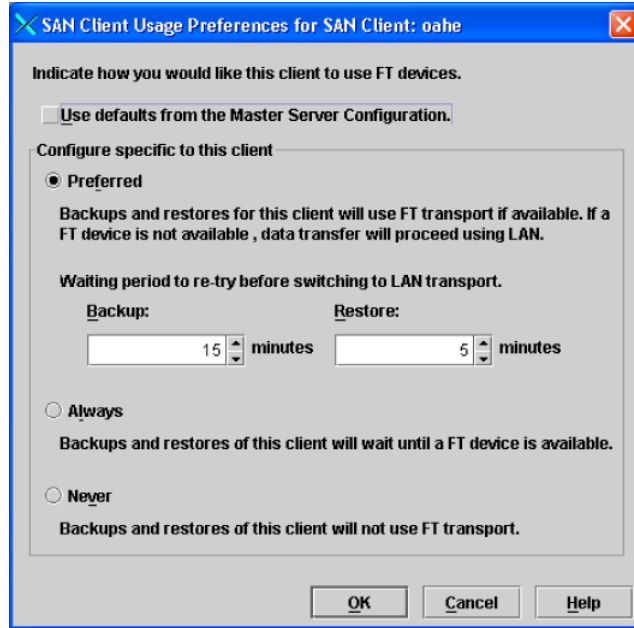 SAN Client Usage Preferences for SAN Client: oahe
Indicate how you would like this client to use FT devices.
Use defaults from the Master Server Configuration.
Configure specific to this client
Preferred
Backups and restores for this client will use FT transport if available. If a
FT device is not available , data transfer will proceed using LAN.
Waiting period to re-try before switching to LAN transport.
Backup: Restore:
15 minutes 5 minutes
Always
Backups and restores of this client will wait until a FT device is available.
Never
Backups and restores of this client will not use FT transport.
OK Cancel Help